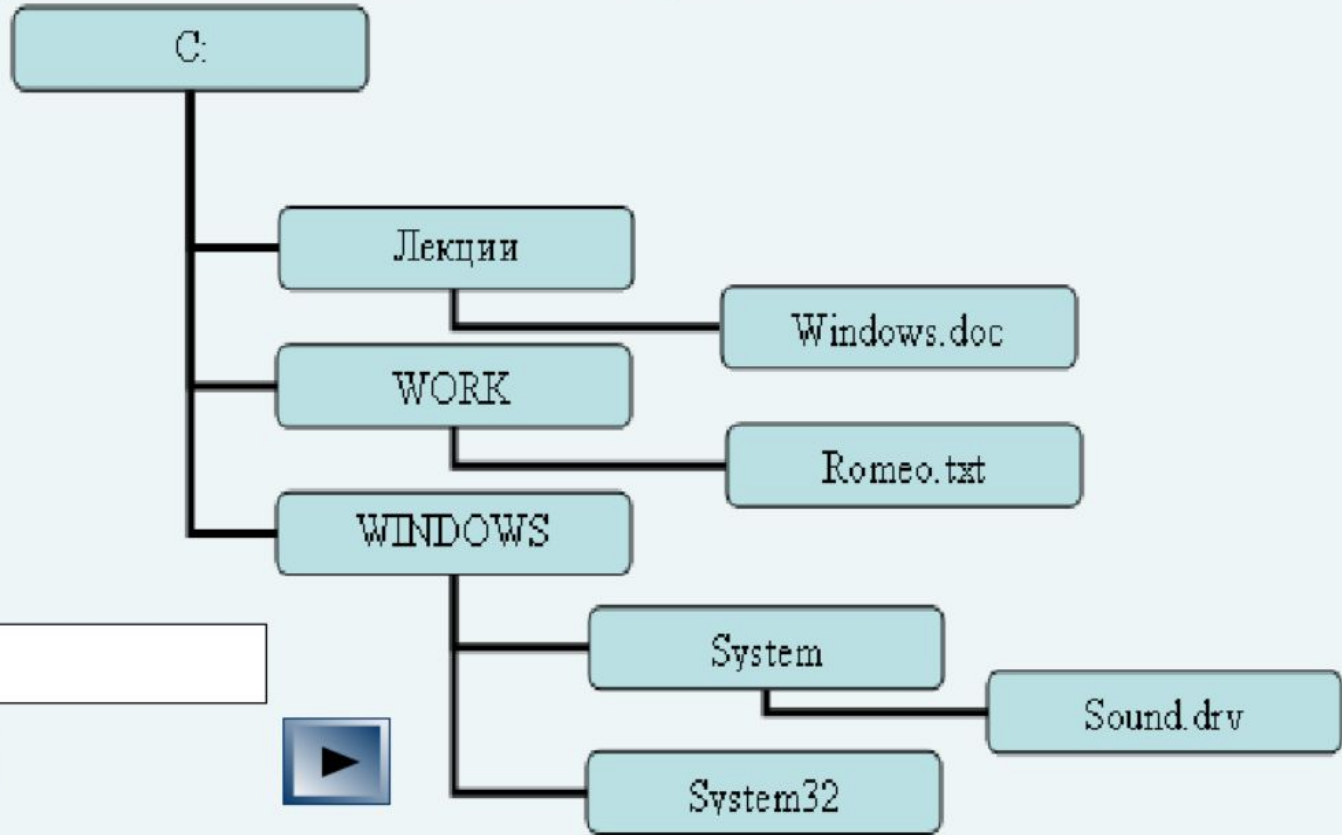 C:
Лекции
Windows.doc
WORK
Romeo.txt
WINDOWS
System
Sound.drv
System32